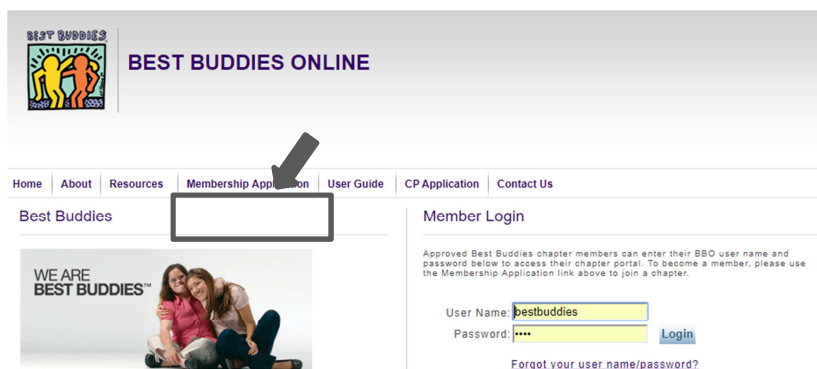 BEST BUDDIES
BEST BUDDIES ONLINE
Home About Resources Membership Application User Guide CP Application Contact Us
Best Buddies
WE ARE
BEST BUDDIES™
Member Login
Approved Best Buddies chapter members can enter their BBO user name and
password below to access their chapter portal. To become a member, please use
the Membership Application link above to join a chapter.
User Name: bestbuddies
Password: ••••
Login
Forgot your user name/password?